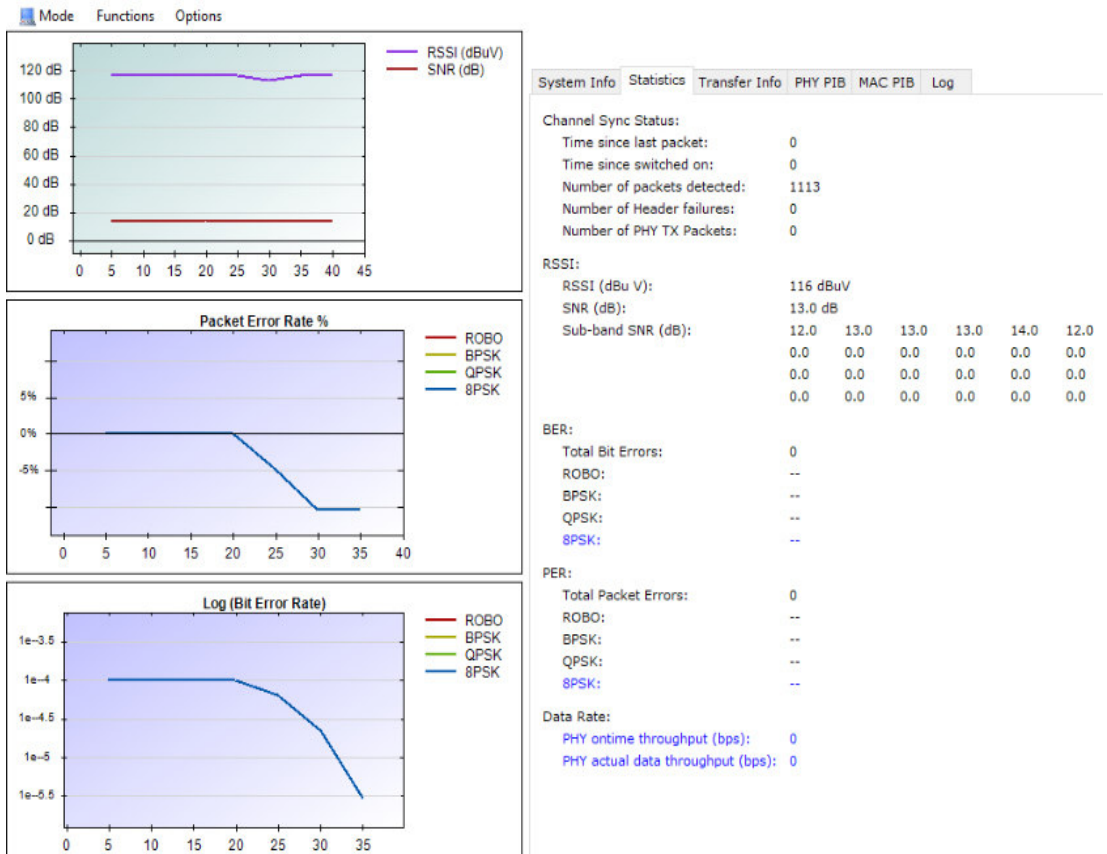 Mode Functions Options
RSSI (dBuV)
SNR (dB)
120 dB
100 dB
80 dB
60 dB
40 dB
20 dB
0 dB
0 5 10 15 20 25 30 35 40 45
Packet Error Rate %
ROBO
BPSK
QPSK
8PSK
5%
0%
-5%
0 5 10 15 20 25 30 35 40
Log (Bit Error Rate)
ROBO
BPSK
QPSK
8PSK
1e--3.5
1e-4
1e-4.5
1e-5
1e-5.5
0 5 10 15 20 25 30 35
System Info Statistics Transfer Info PHY PIB MAC PIB Log
Channel Sync Status:
Time since last packet: 0
Time since switched on: 0
Number of packets detected: 1113
Number of Header failures: 0
Number of PHY TX Packets: 0
RSSI:
RSSI (dBu V): 116 dBuV
SNR (dB): 13.0 dB
Sub-band SNR (dB): 12.0 13.0 13.0 13.0 14.0 12.0
0.0 0.0 0.0 0.0 0.0 0.0
0.0 0.0 0.0 0.0 0.0 0.0
0.0 0.0 0.0 0.0 0.0 0.0
BER:
Total Bit Errors: 0
ROBO: --
BPSK: --
QPSK: --
8PSK: --
PER:
Total Packet Errors: 0
ROBO: --
BPSK: --
QPSK: --
8PSK: --
Data Rate:
PHY ontime throughput (bps): 0
PHY actual data throughput (bps): 0